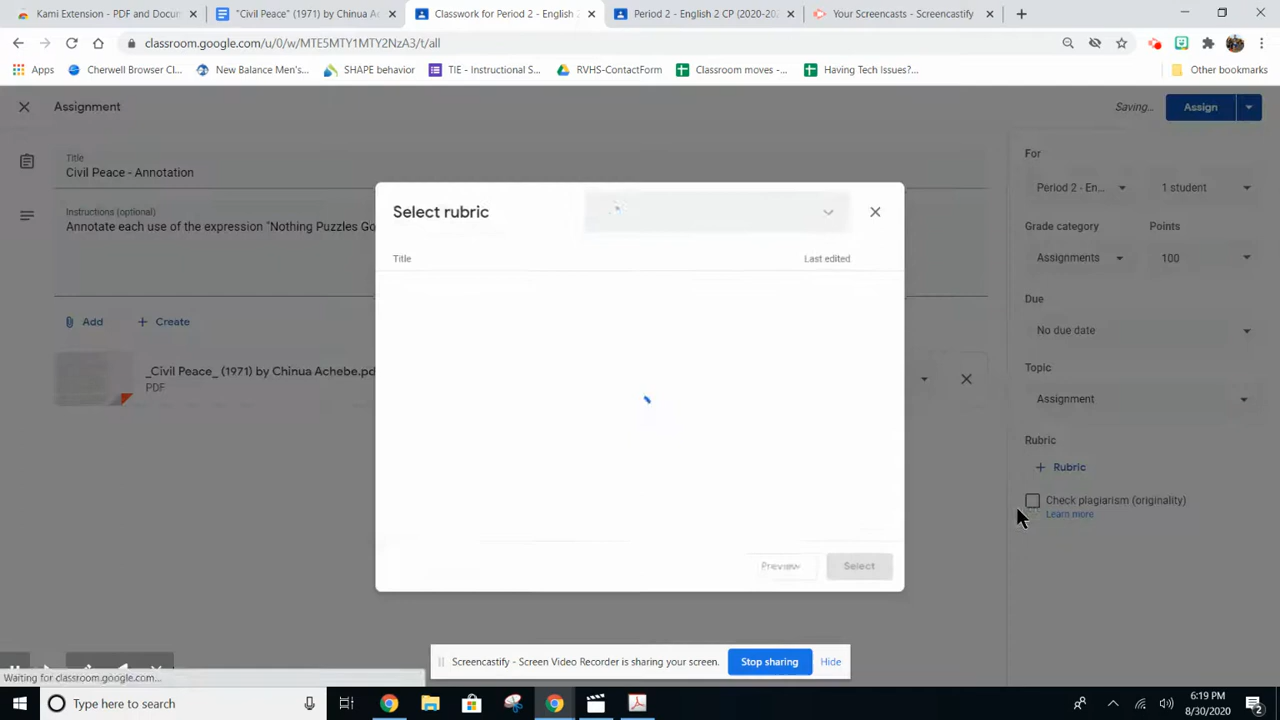 Kami Extension - PDF and Docum
"Civil Peace" (1971) by Chinua Ac
Classwork for Period 2 - English
Period 2 - English 2 CP (2020-20
Your Screencasts - Screencastify
classroom.google.com/u/0/w/MTE5MTY1MTY2NzA3/t/all
Apps
Cherwell Browser Cl...
New Balance Men's...
SHAPE behavior
TIE - Instructional S...
RVHS-ContactForm
Classroom moves -...
Having Tech Issues?...
Other bookmarks
Assignment
Saving...
Assign
Title
Civil Peace - Annotation
Instructions (optional)
Annotate each use of the expression "Nothing Puzzles Go
Add
Create
_Civil Peace_ (1971) by Chinua Achebe.pd
PDF
Select rubric
Title
Last edited
Preview
Select
For
Period 2 - En...
1 student
Grade category
Points
Assignments
100
Due
No due date
Topic
Assignment
Rubric
Rubric
Check plagiarism (originality)
Learn more
Screencastify - Screen Video Recorder is sharing your screen.
Stop sharing
Hide
Waiting for classroom.google.com...
Type here to search
6:19 PM
8/30/2020
2